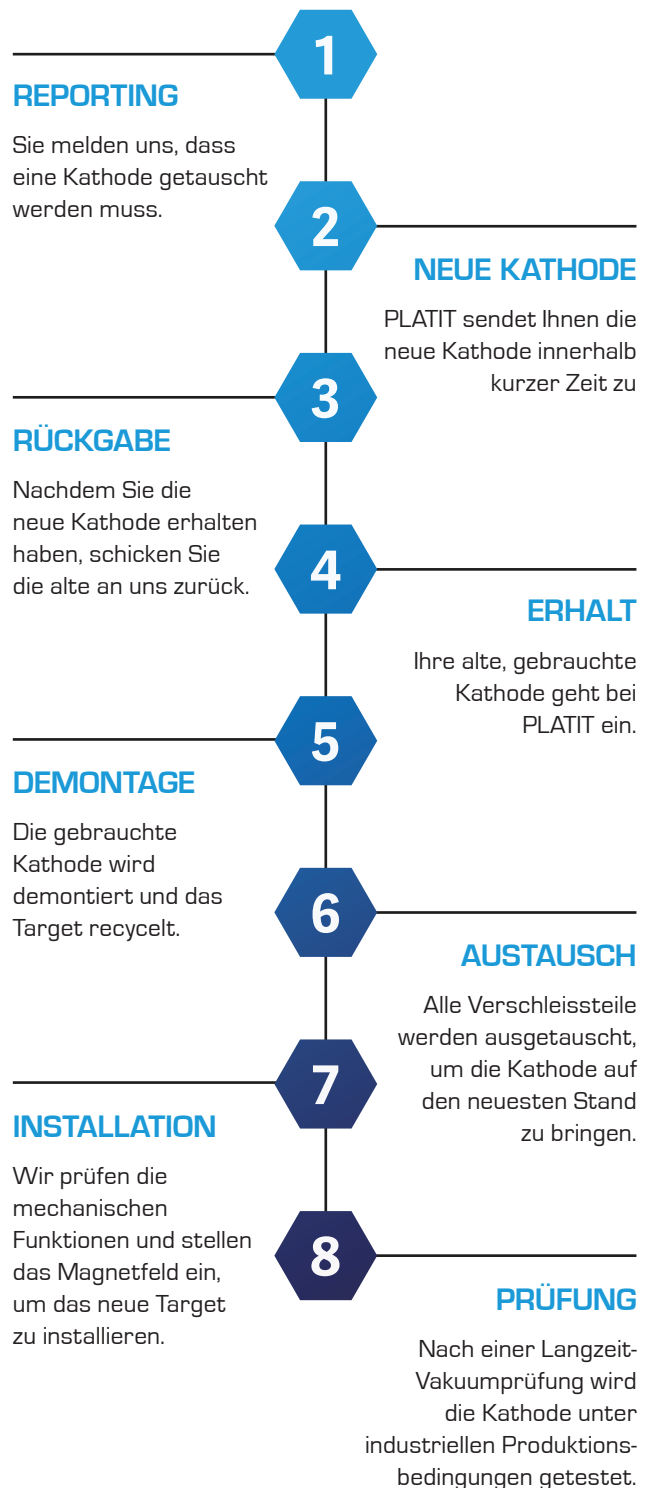 1
REPORTING
Sie melden uns, dass
eine Kathode getauscht
werden muss.
2
NEUE KATHODE
PLATIT sendet Ihnen die
neue Kathode innerhalb
kurzer Zeit zu
3
RÜCKGABE
Nachdem Sie die
neue Kathode erhalten
haben, schicken Sie
die alte an uns zurück.
4
ERHALT
Ihre alte, gebrauchte
Kathode geht bei
PLATIT ein.
5
DEMONTAGE
Die gebrauchte
Kathode wird
demontiert und das
Target recycelt.
6
AUSTAUSCH
Alle Verschleissteile
werden ausgetauscht,
um die Kathode auf
den neuesten Stand
zu bringen.
7
INSTALLATION
Wir prüfen die
mechanischen
Funktionen und stellen
das Magnetfeld ein,
um das neue Target
zu installieren.
8
PRÜFUNG
Nach einer Langzeit-
Vakuumprüfung wird
die Kathode unter
industriellen Produktions-
bedingungen getestet.